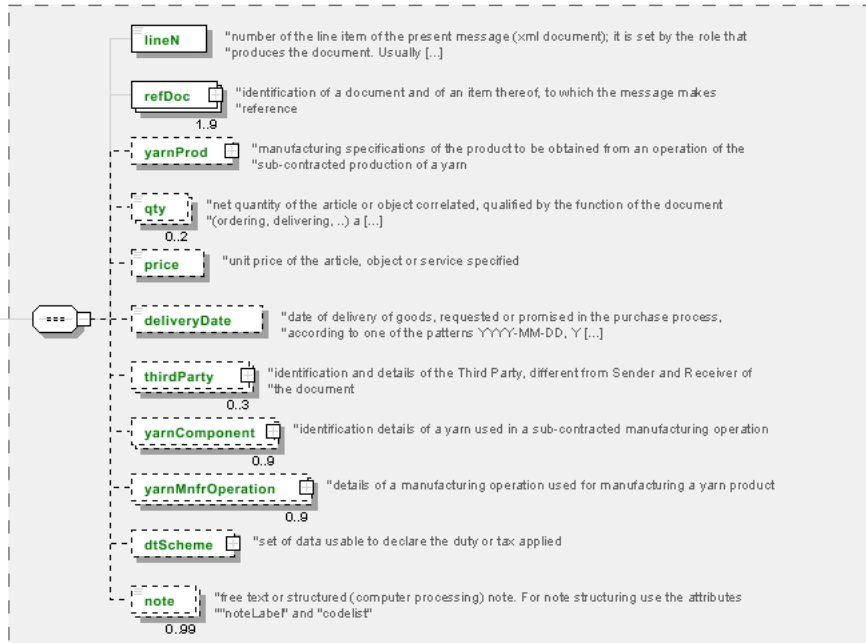 lineN
"number of the line item of the present message (xml document); it is set by the role that
"produces the document. Usually [...]
refDoc
"identification of a document and of an item thereof, to which the message makes
"reference
1..9
yarnProd
"manufacturing specifications of the product to be obtained from an operation of the
"sub-contracted production of a yarn
qty
"net quantity of the article or object correlated, qualified by the function of the document
"(ordering, delivering, ..) a [...]
0..2
price
"unit price of the article, object or service specified
deliveryDate
"date of delivery of goods, requested or promised in the purchase process,
"according to one of the patterns YYYY-MM-DD, Y [...]
thirdParty
"identification and details of the Third Party, different from Sender and Receiver of
"the document
0..3
yarnComponent
"identification details of a yarn used in a sub-contracted manufacturing operation
0..9
yarnMnfrOperation
"details of a manufacturing operation used for manufacturing a yarn product
0..9
dtScheme
"set of data usable to declare the duty or tax applied
note
"free text or structured (computer processing) note. For note structuring use the attributes
""noteLabel" and "codelist"
0..99